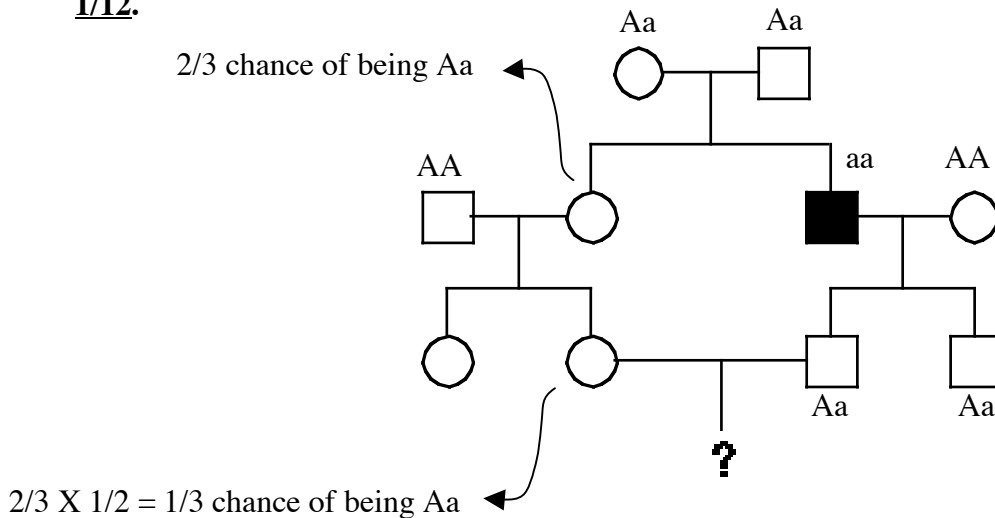 1/12.
Aa Aa
2/3 chance of being Aa
AA aa AA
Aa Aa
?
2/3 X 1/2 = 1/3 chance of being Aa